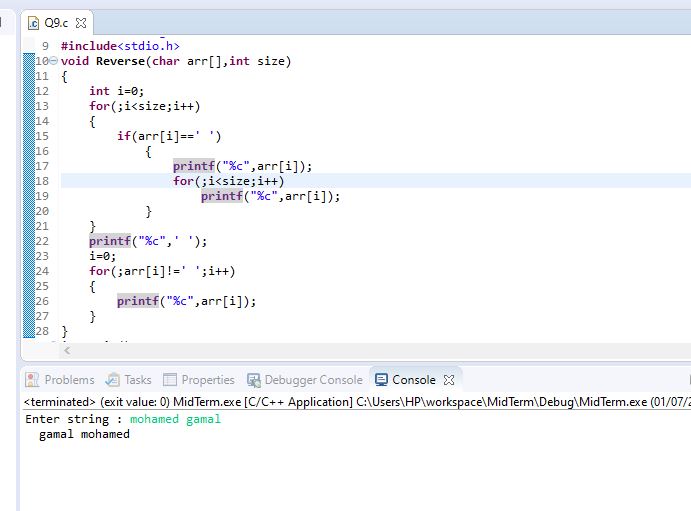 Q9.c
9 #include<stdio.h>
10 void Reverse(char arr[],int size)
11 {
12 int i=0;
13 for(;i<size;i++)
14 {
15 if(arr[i]==' ')
16 {
17 printf("%c",arr[i]);
18 for(;i<size;i++)
19 printf("%c",arr[i]);
20 }
21 }
22 printf("%c",' ');
23 i=0;
24 for(;arr[i]!=' ';i++)
25 {
26 printf("%c",arr[i]);
27 }
28 }
Problems Tasks Properties Debugger Console Console
<terminated> (exit value: 0) MidTerm.exe [C/C++ Application] C:\Users\HP\workspace\MidTerm\Debug\MidTerm.exe (01/07/2
Enter string : mohamed gamal
gamal mohamed